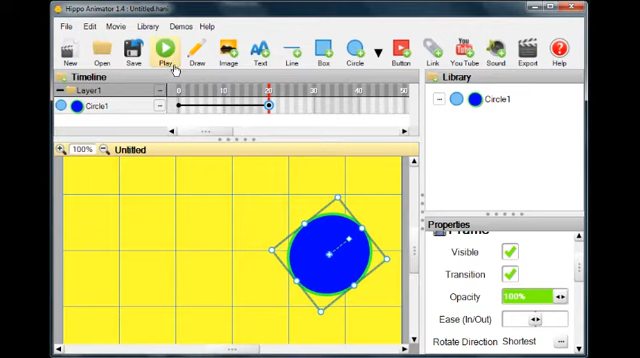 Hippo Animator 1.4 : Untitled.hani
File Edit Movie Library Demos Help
New Open Save Play Draw Image Text Line Box Circle Button Link YouTube Sound Export Help
Timeline
Layer1
0 10 20 30 40 50
Circle1
100% Untitled
Library
Circle1
Properties
Frame
Visible
Transition
Opacity 100%
Ease (In/Out)
Rotate Direction Shortest